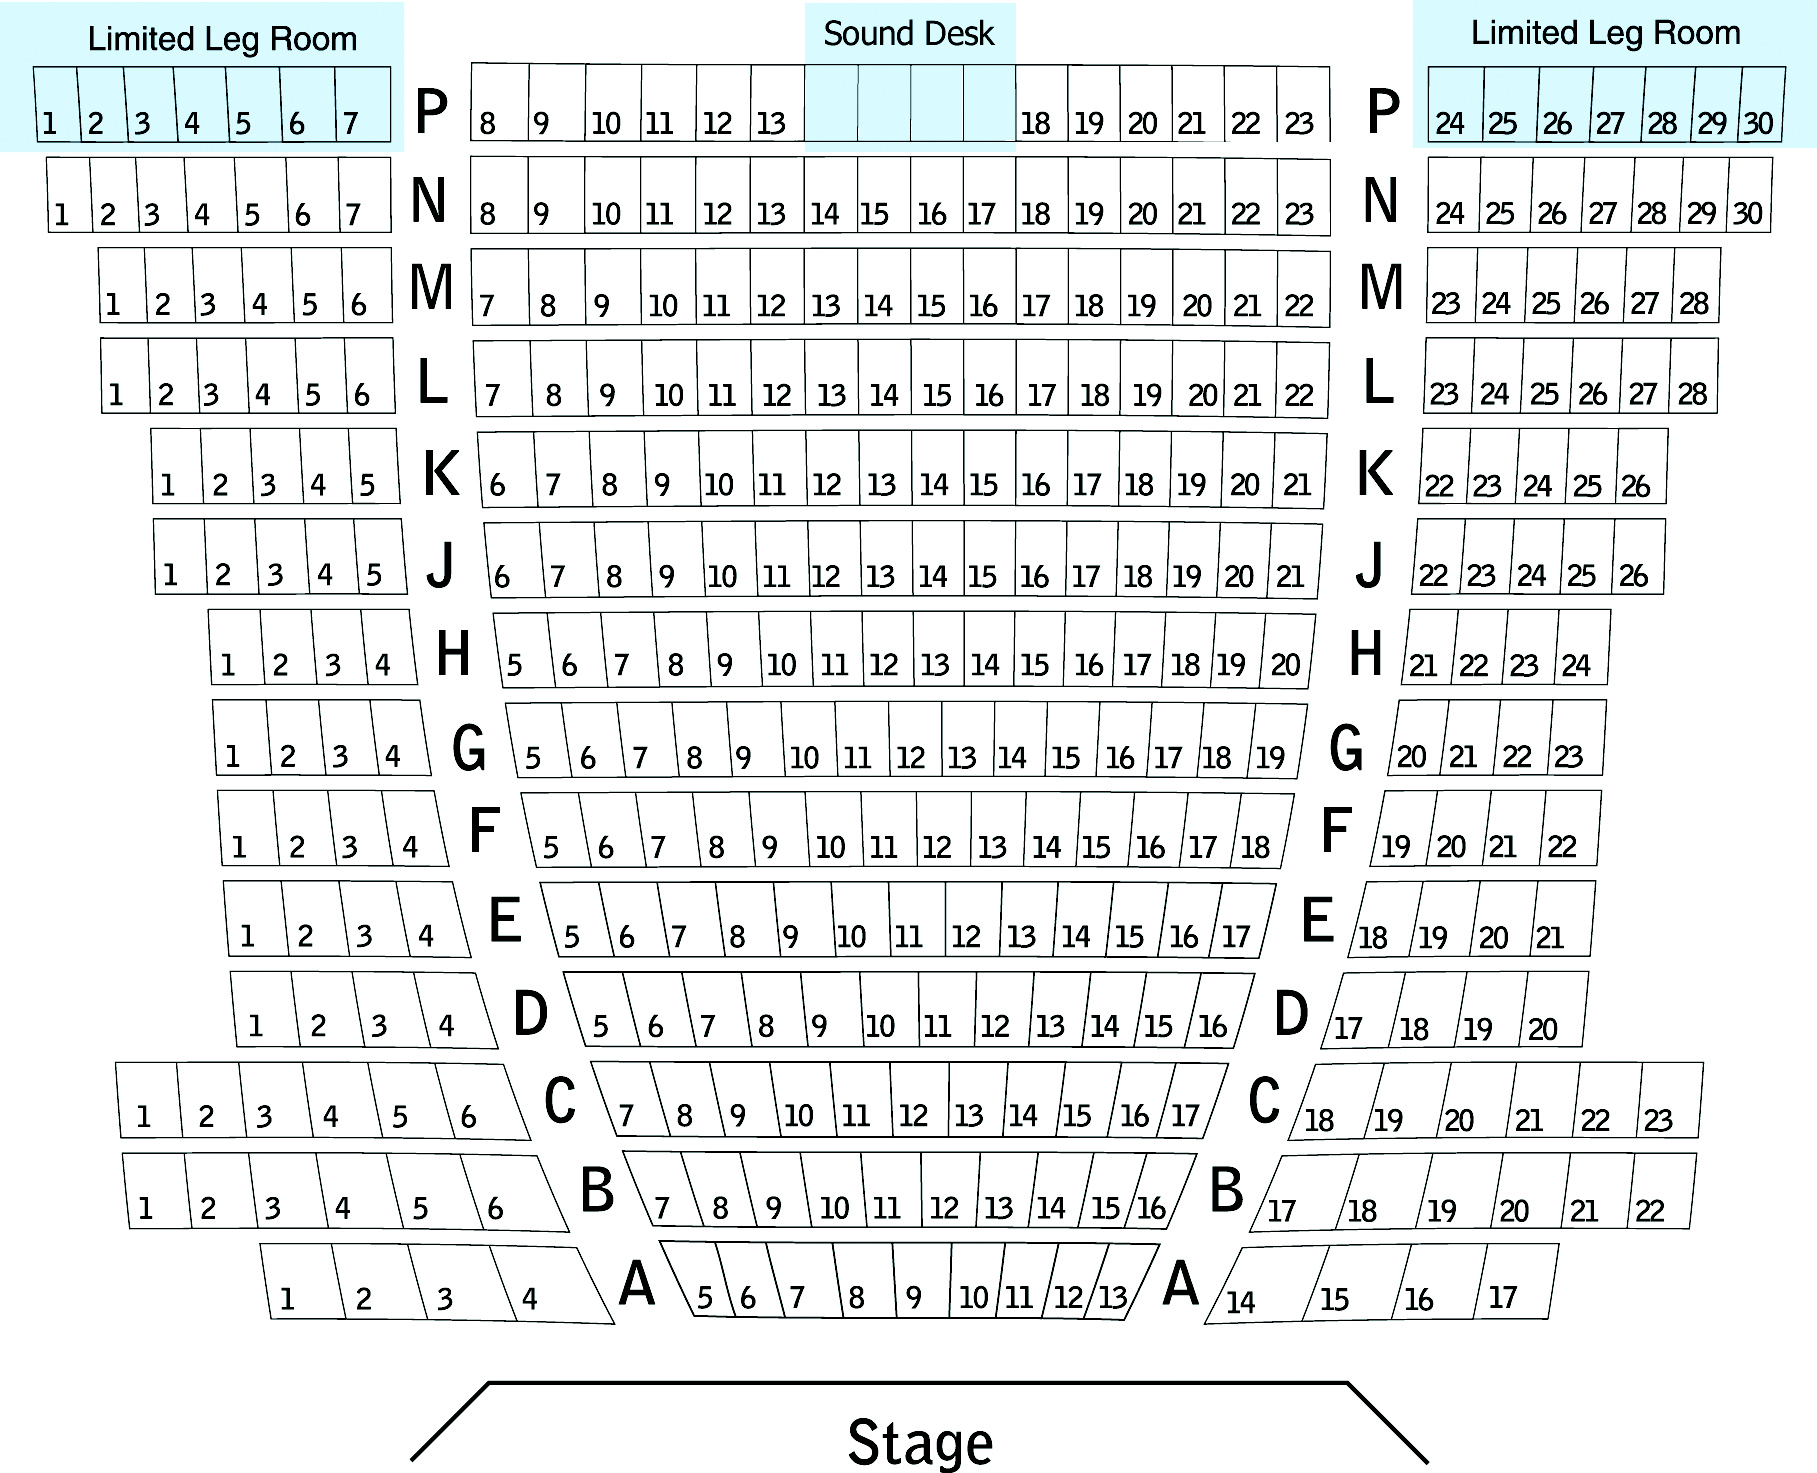 Limited Leg Room Sound Desk Limited Leg Room
1 2 3 4 5 6 7 P 8 9 10 11 12 13 18 19 20 21 22 23 P 24 25 26 27 28 29 30
1 2 3 4 5 6 7 N 8 9 10 11 12 13 14 15 16 17 18 19 20 21 22 23 N 24 25 26 27 28 29 30
1 2 3 4 5 6 M 7 8 9 10 11 12 13 14 15 16 17 18 19 20 21 22 M 23 24 25 26 27 28
1 2 3 4 5 6 L 7 8 9 10 11 12 13 14 15 16 17 18 19 20 21 22 L 23 24 25 26 27 28
1 2 3 4 5 K 6 7 8 9 10 11 12 13 14 15 16 17 18 19 20 21 K 22 23 24 25 26
1 2 3 4 5 J 6 7 8 9 10 11 12 13 14 15 16 17 18 19 20 21 J 22 23 24 25 26
1 2 3 4 H 5 6 7 8 9 10 11 12 13 14 15 16 17 18 19 20 H 21 22 23 24
1 2 3 4 G 5 6 7 8 9 10 11 12 13 14 15 16 17 18 19 G 20 21 22 23
1 2 3 4 F 5 6 7 8 9 10 11 12 13 14 15 16 17 18 F 19 20 21 22
1 2 3 4 E 5 6 7 8 9 10 11 12 13 14 15 16 17 E 18 19 20 21
1 2 3 4 D 5 6 7 8 9 10 11 12 13 14 15 16 D 17 18 19 20
1 2 3 4 5 6 C 7 8 9 10 11 12 13 14 15 16 17 C 18 19 20 21 22 23
1 2 3 4 5 6 B 7 8 9 10 11 12 13 14 15 16 B 17 18 19 20 21 22
1 2 3 4 A 5 6 7 8 9 10 11 12 13 A 14 15 16 17
Stage